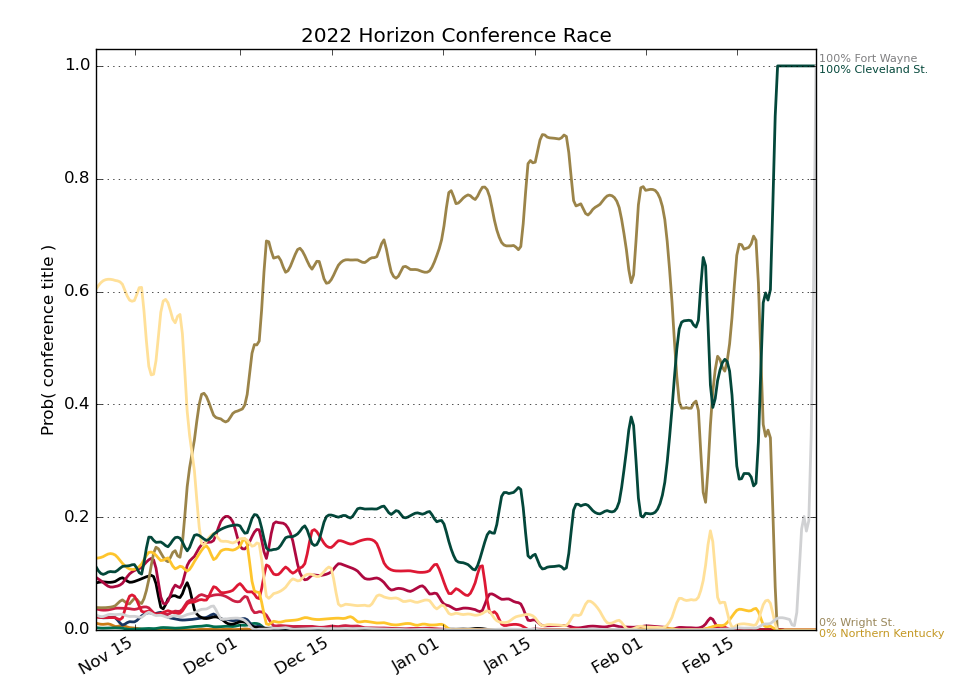 2022 Horizon Conference Race
Prob( conference title )
1.0
0.8
0.6
0.4
0.2
0.0
Nov 15
Dec 01
Dec 15
Jan 01
Jan 15
Feb 01
Feb 15
100% Fort Wayne
100% Cleveland St.
0% Wright St.
0% Northern Kentucky